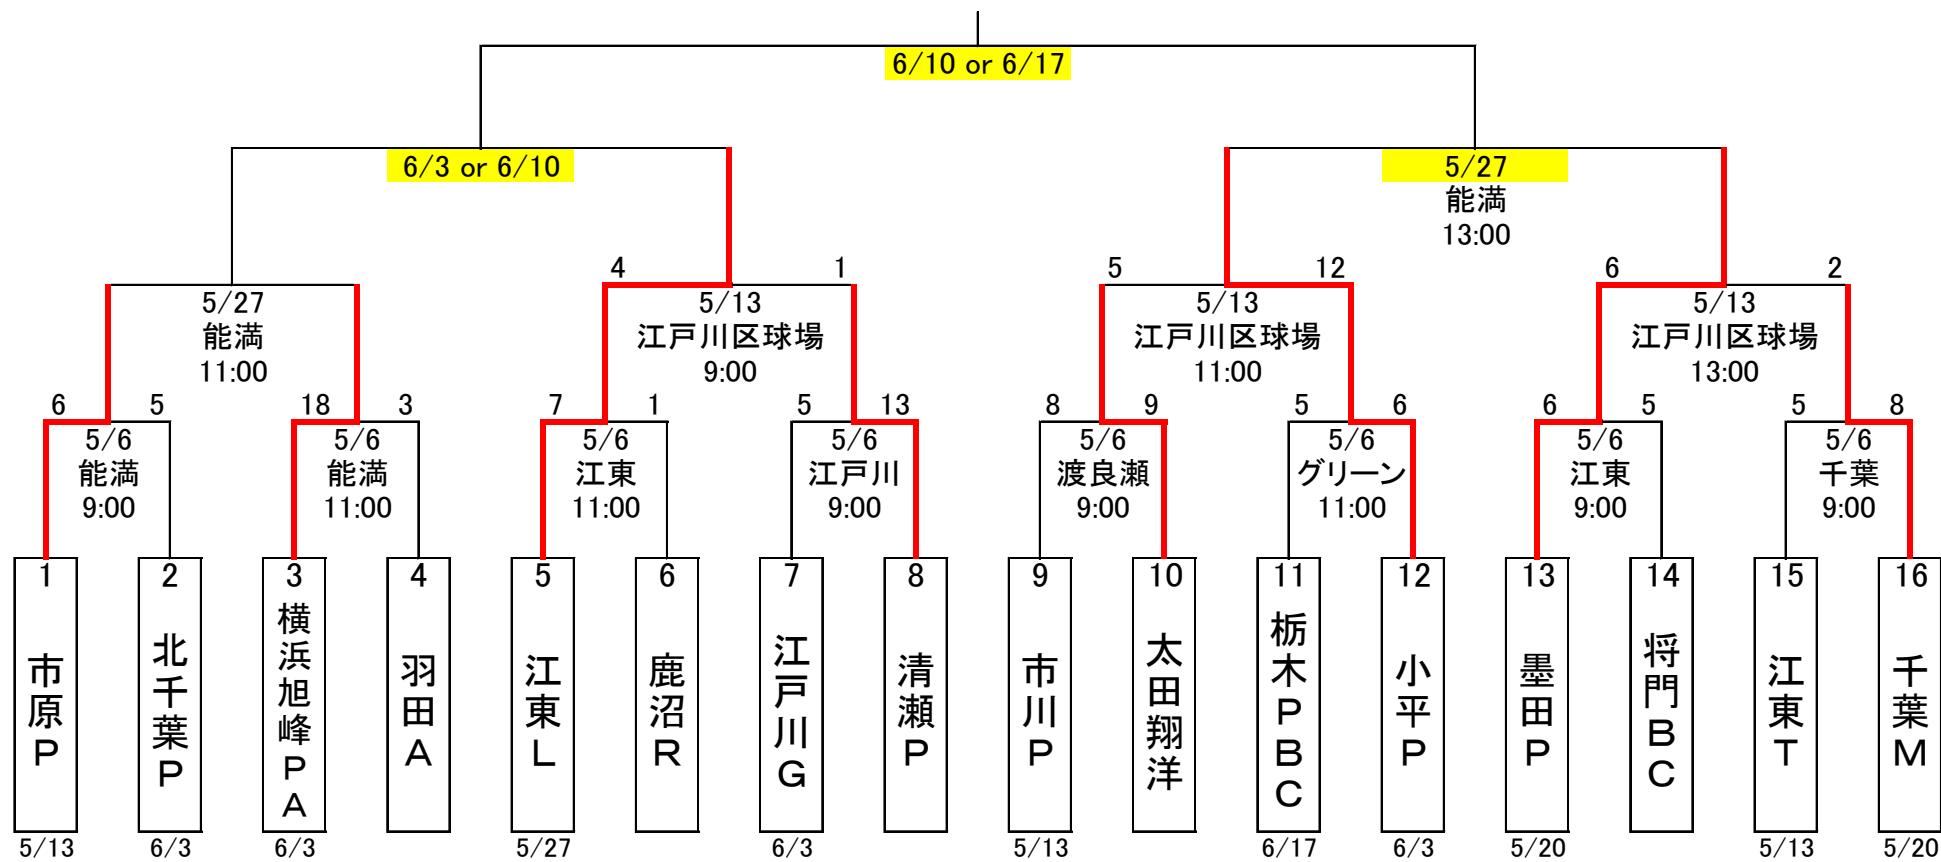 6/10 or 6/17
6/3 or 6/10
5/27
能満
13:00
4 1 5 12 6 2
5/27 5/13 5/13 5/13
能満 江戸川区球場 江戸川区球場 江戸川区球場
11:00 9:00 11:00 13:00
6 5 18 3 7 1 5 13 8 9 5 6 6 5 5 8
5/6 5/6 5/6 5/6 5/6 5/6 5/6 5/6
能満 能満 江東 江戸川 渡良瀬 グリーン 江東 千葉
9:00 11:00 11:00 9:00 9:00 11:00 9:00 9:00
1 2 3 4 5 6 7 8 9 10 11 12 13 14 15 16
市原P
北千葉P
横浜旭峰PA
羽田A
江東L
鹿沼R
江戸川G
清瀬P
市川P
太田翔洋
栃木PBC
小平P
墨田P
将門BC
江東T
千葉M
5/13 6/3 6/3 5/27 6/3 5/13 6/17 6/3 5/20 5/13 5/20